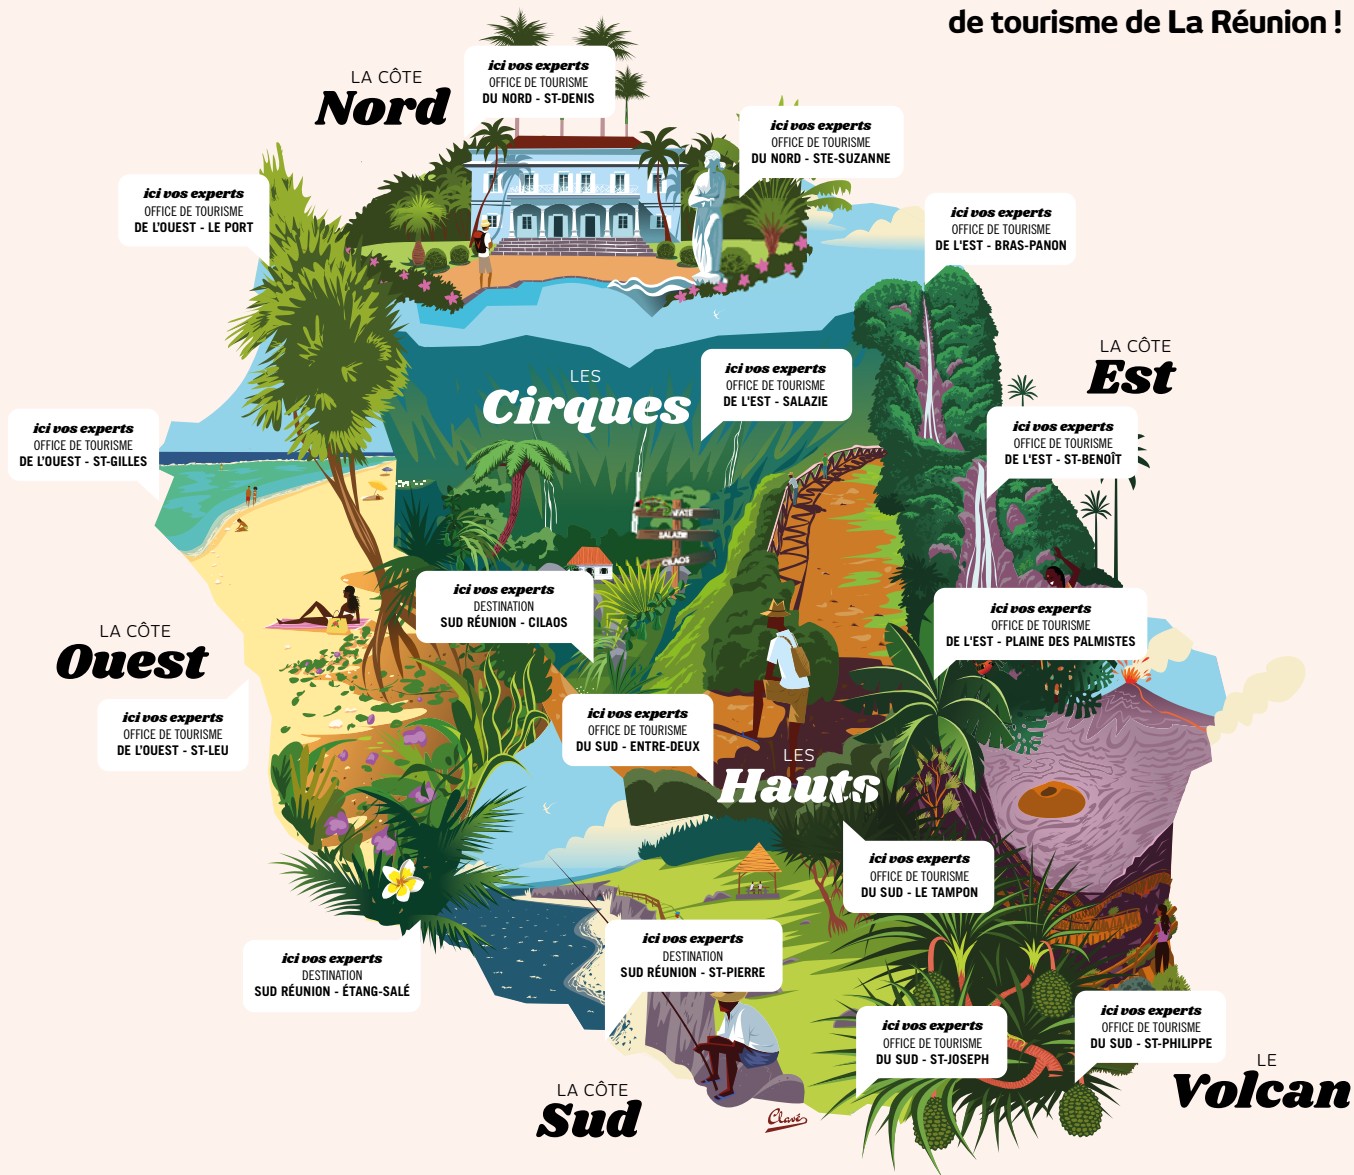 de tourisme de La Réunion !
LA CÔTE
Nord
ici vos experts
OFFICE DE TOURISME
DU NORD - ST-DENIS
ici vos experts
OFFICE DE TOURISME
DU NORD - STE-SUZANNE
ici vos experts
OFFICE DE TOURISME
DE L'OUEST - LE PORT
ici vos experts
OFFICE DE TOURISME
DE L'EST - BRAS-PANON
LA CÔTE
Est
LES
Cirques
ici vos experts
OFFICE DE TOURISME
DE L'EST - SALAZIE
ici vos experts
OFFICE DE TOURISME
DE L'OUEST - ST-GILLES
ici vos experts
OFFICE DE TOURISME
DE L'EST - ST-BENOÎT
SALAZIE
CILAOS
ici vos experts
DESTINATION
SUD RÉUNION - CILAOS
ici vos experts
OFFICE DE TOURISME
DE L'EST - PLAINE DES PALMISTES
LA CÔTE
Ouest
ici vos experts
OFFICE DE TOURISME
DE L'OUEST - ST-LEU
ici vos experts
OFFICE DE TOURISME
DU SUD - ENTRE-DEUX
LES
Hauts
ici vos experts
OFFICE DE TOURISME
DU SUD - LE TAMPON
ici vos experts
DESTINATION
SUD RÉUNION - ST-PIERRE
ici vos experts
DESTINATION
SUD RÉUNION - ÉTANG-SALÉ
ici vos experts
OFFICE DE TOURISME
DU SUD - ST-JOSEPH
ici vos experts
OFFICE DE TOURISME
DU SUD - ST-PHILIPPE
LE
Volcan
LA CÔTE
Sud
Clavé